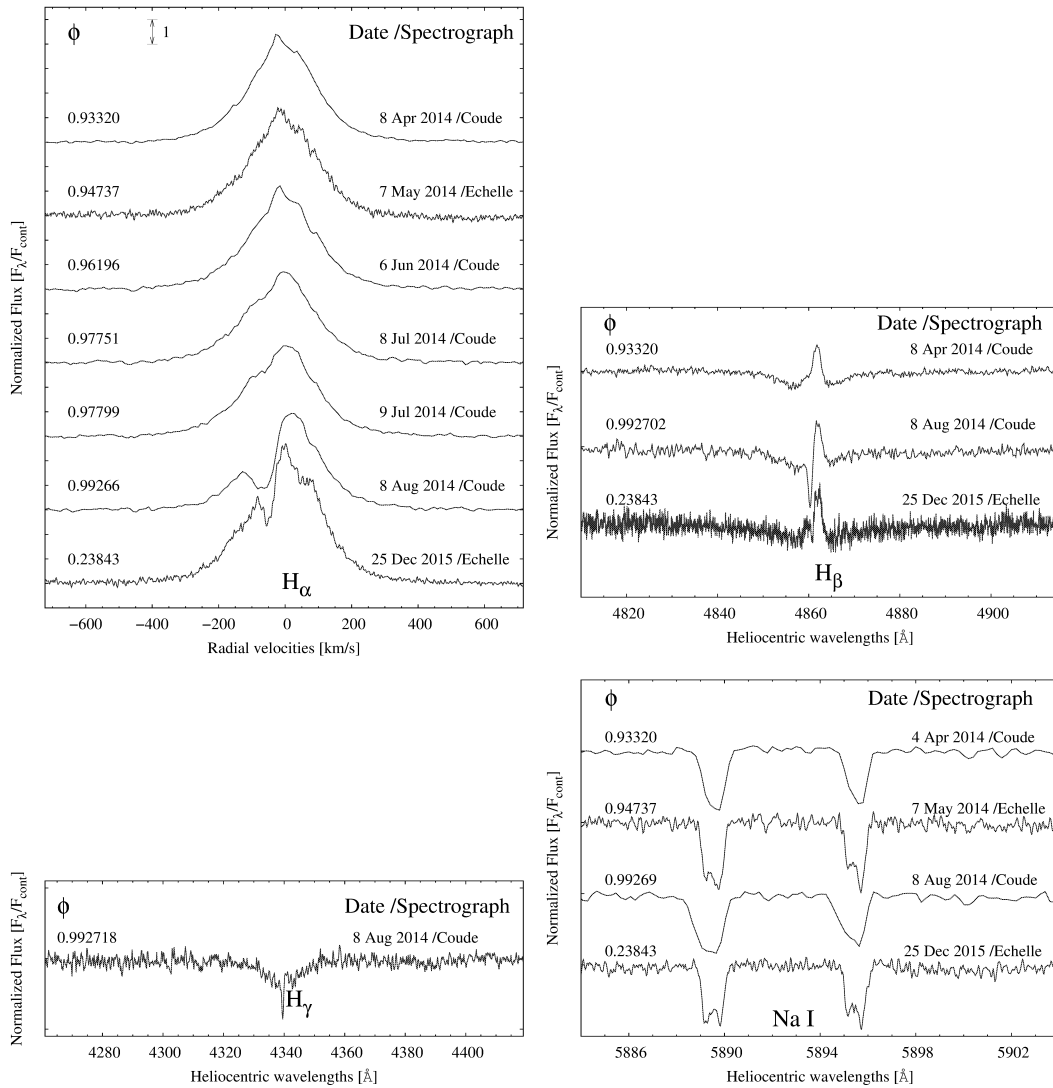 ϕ 1 Date /Spectrograph
0.93320 8 Apr 2014 /Coude
0.94737 7 May 2014 /Echelle
0.96196 6 Jun 2014 /Coude
0.97751 8 Jul 2014 /Coude
0.97799 9 Jul 2014 /Coude
0.99266 8 Aug 2014 /Coude
0.23843 25 Dec 2015 /Echelle
Hα
−600 −400 −200 0 200 400 600
Radial velocities [km/s]
Normalized Flux [Fλ/Fcont]
ϕ Date /Spectrograph
0.93320 8 Apr 2014 /Coude
0.992702 8 Aug 2014 /Coude
0.23843 25 Dec 2015 /Echelle
Hβ
4820 4840 4860 4880 4900
Heliocentric wavelengths [Å]
Normalized Flux [Fλ/Fcont]
ϕ Date /Spectrograph
0.992718 8 Aug 2014 /Coude
Hγ
4280 4300 4320 4340 4360 4380 4400
Heliocentric wavelengths [Å]
Normalized Flux [Fλ/Fcont]
ϕ Date /Spectrograph
0.93320 4 Apr 2014 /Coude
0.94737 7 May 2014 /Echelle
0.99269 8 Aug 2014 /Coude
0.23843 25 Dec 2015 /Echelle
Na I
5886 5890 5894 5898 5902
Heliocentric wavelengths [Å]
Normalized Flux [Fλ/Fcont]